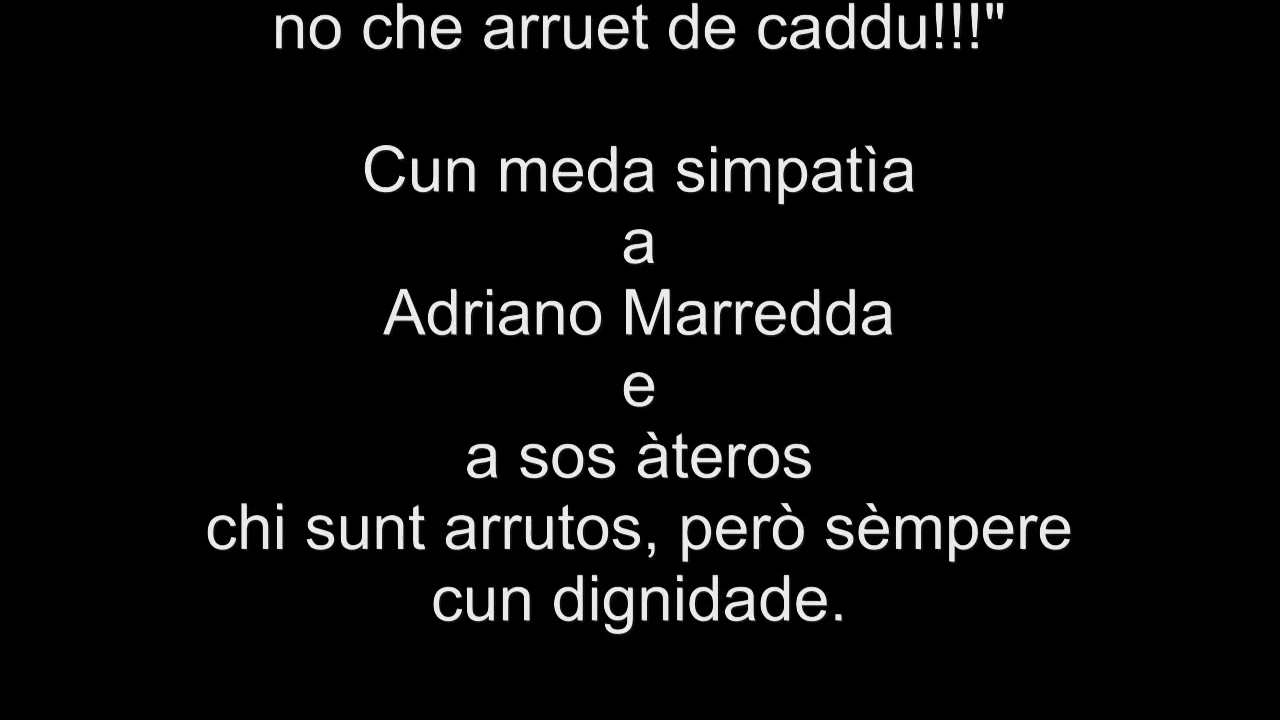 no che arruet de caddu!!!"
Cun meda simpatìa
a
Adriano Marredda
e
a sos àteros
chi sunt arrutos, però sèmpere
cun dignidade.